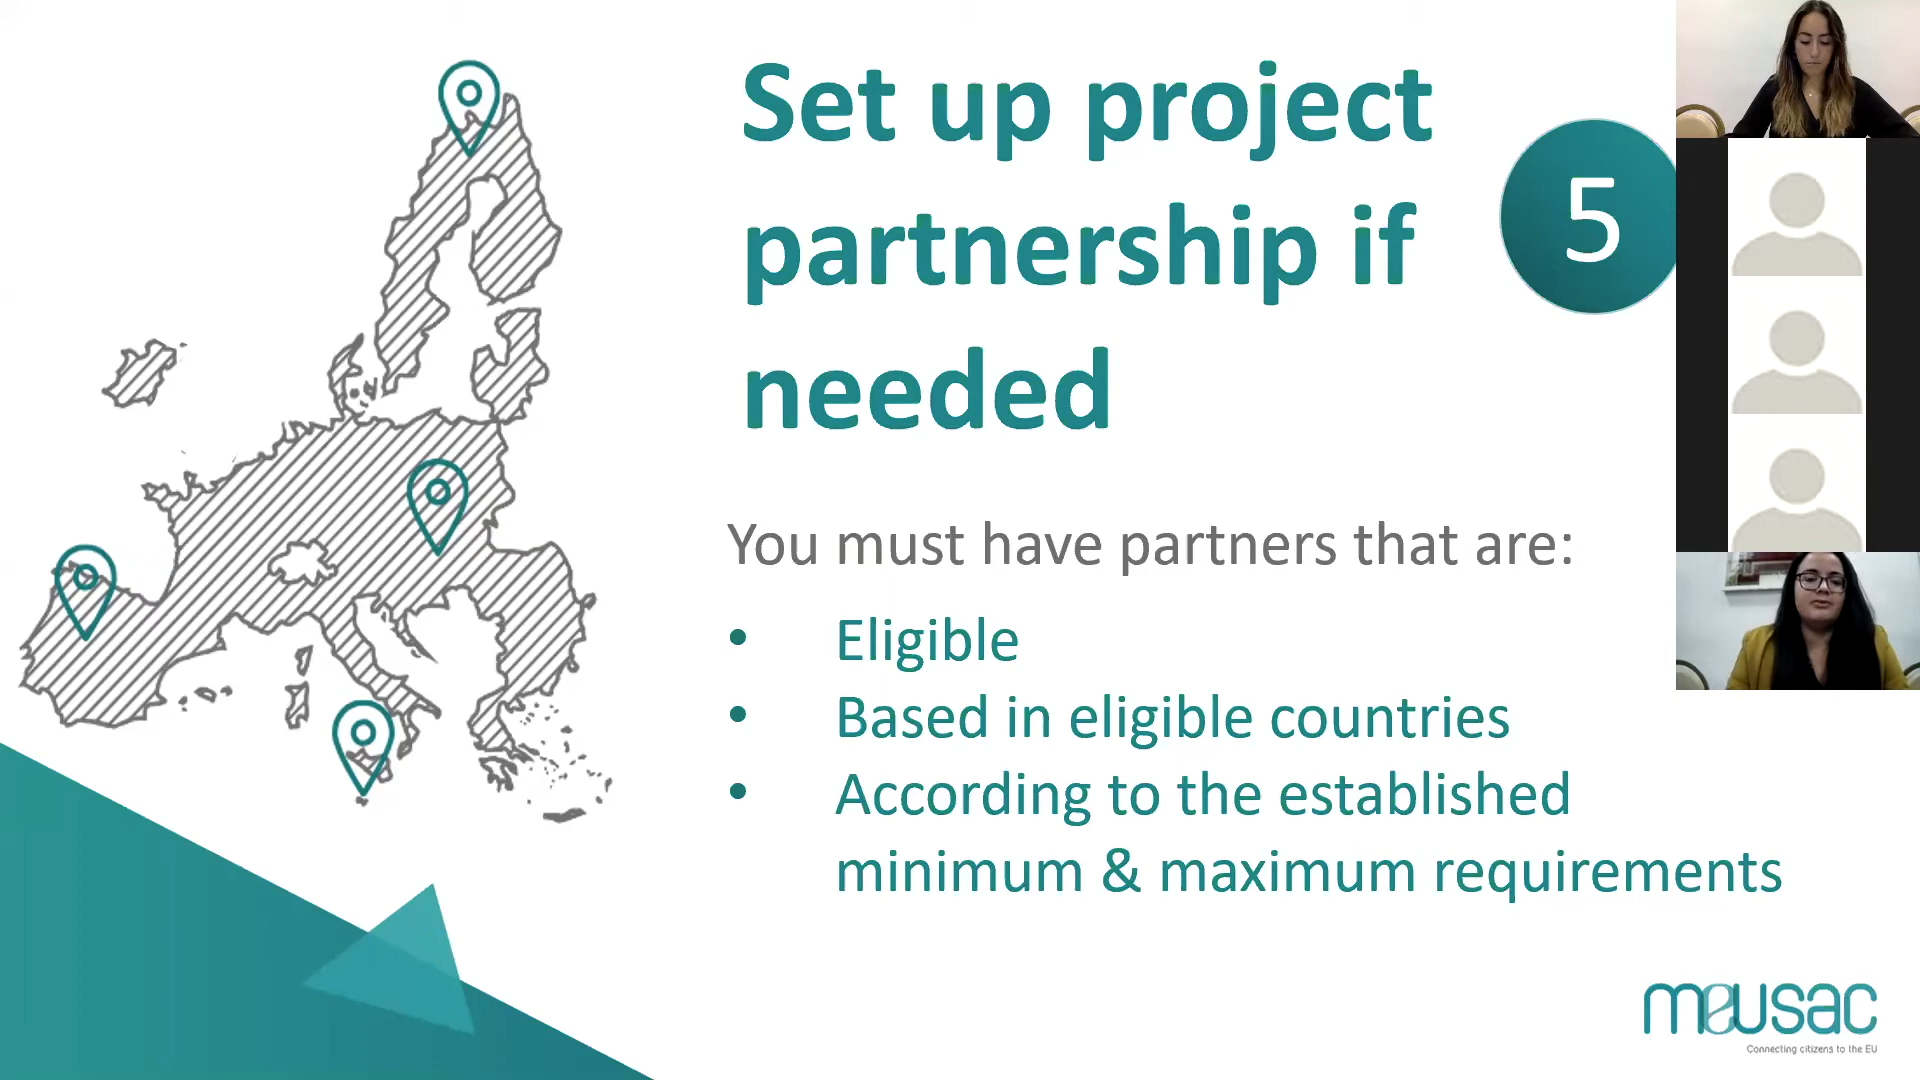 Set up project
partnership if
needed
5
You must have partners that are:
• Eligible
• Based in eligible countries
• According to the established
minimum & maximum requirements
meusac
Connecting citizens to the EU